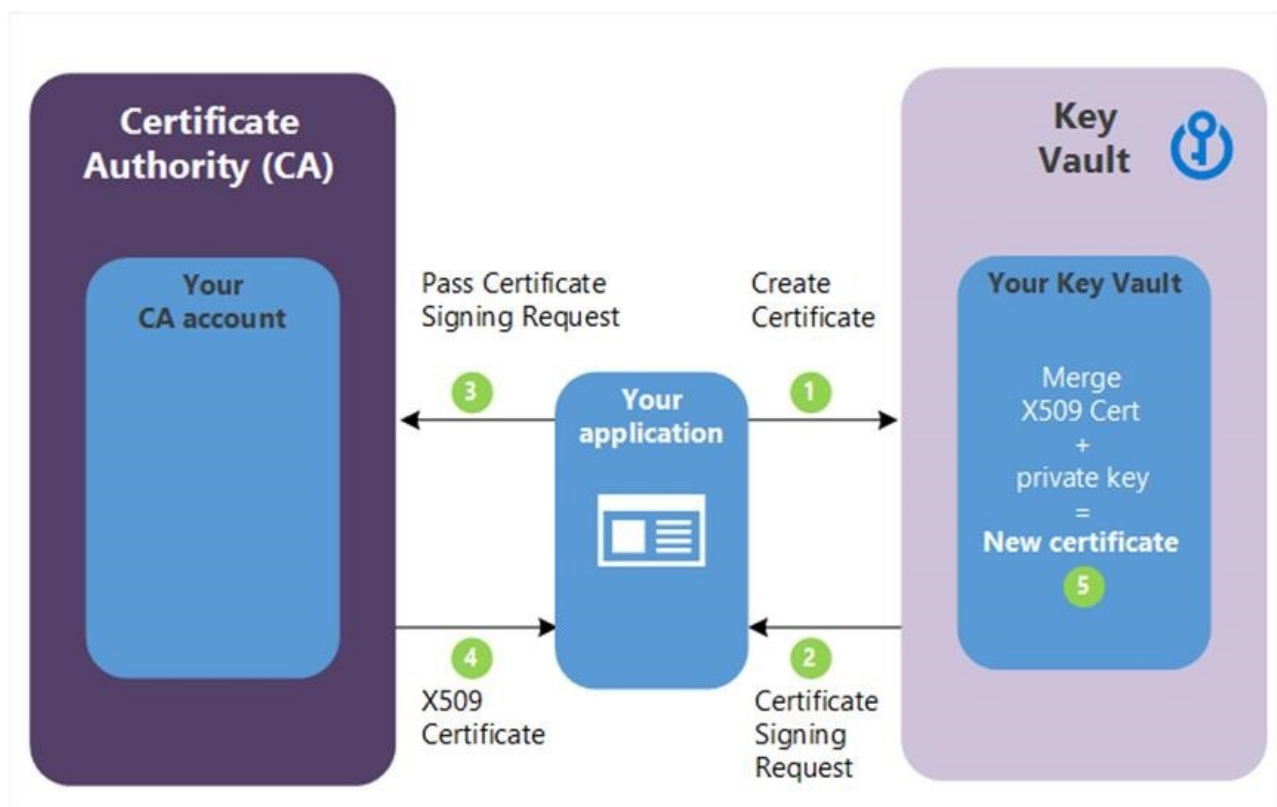 Certificate
Authority (CA)
Your
CA account
Pass Certificate
Signing Request
3
4
X509
Certificate
Your
application
Create
Certificate
1
2
Certificate
Signing
Request
Key
Vault
Your Key Vault
Merge
X509 Cert
+
private key
=
New certificate
5